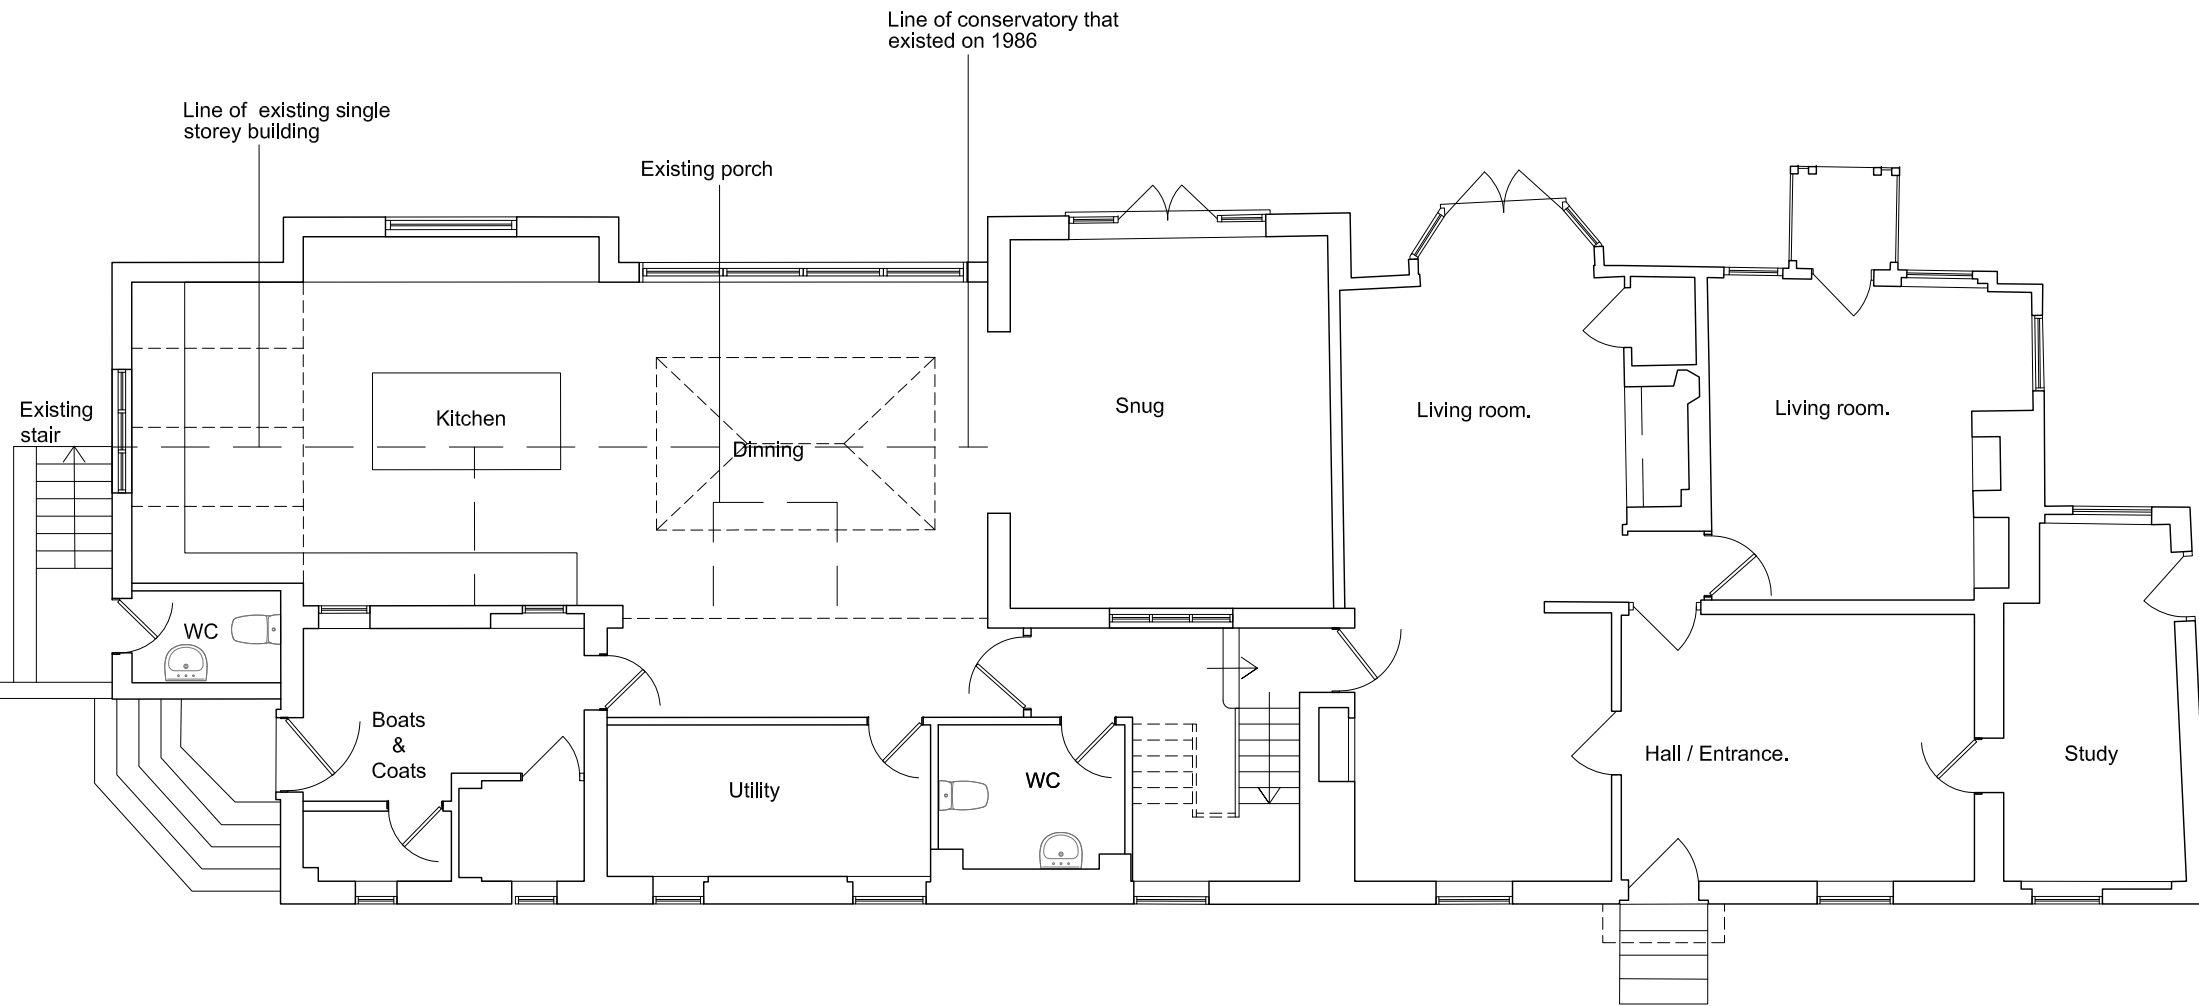 Line of conservatory that
existed on 1986
Line of existing single
storey building
Existing porch
Existing
stair
Kitchen
Dinning
Snug
Living room.
Living room.
WC
Boats
&
Coats
Utility
WC
Hall / Entrance.
Study